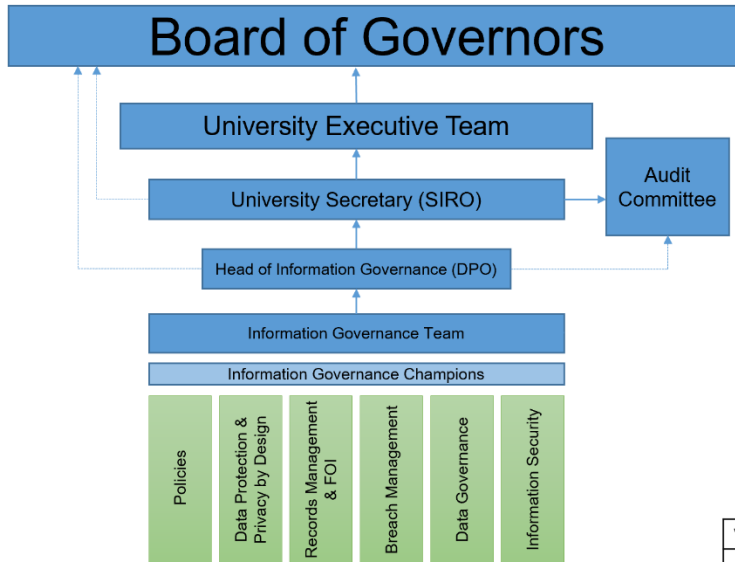 Board of Governors
University Executive Team
Audit
Committee
University Secretary (SIRO)
Head of Information Governance (DPO)
Information Governance Team
Information Governance Champions
Policies
Data Protection &
Privacy by Design
Records Management
& FOI
Breach Management
Data Governance
Information Security